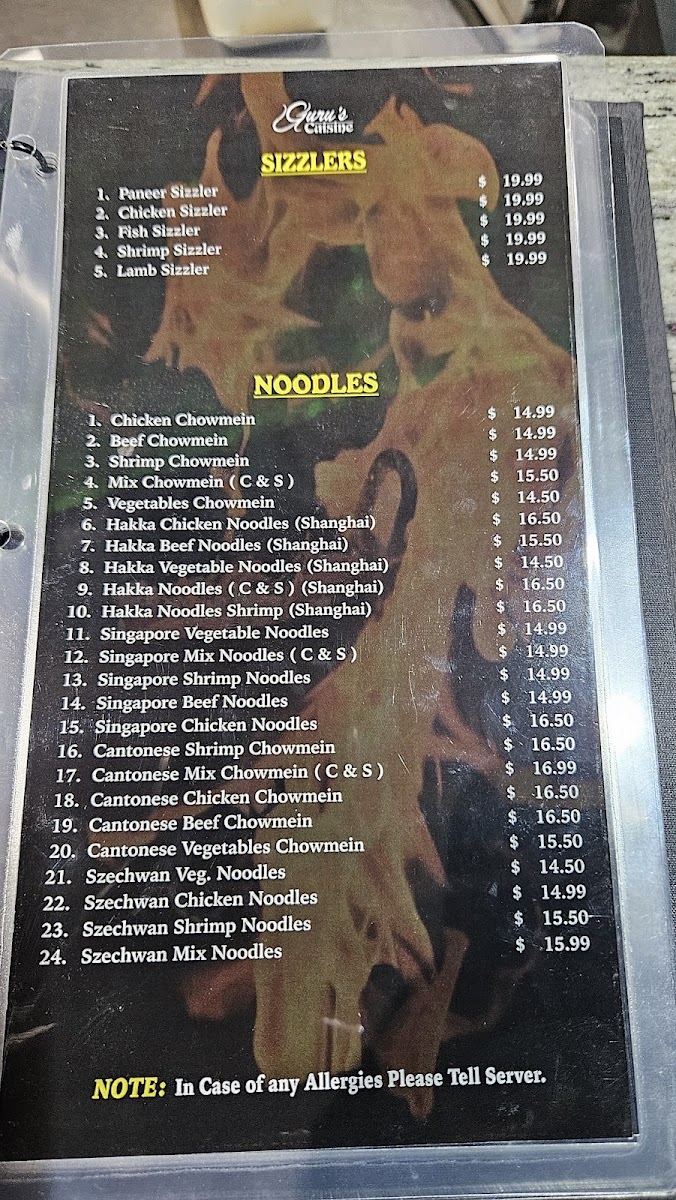 Guru's
Cuisine
SIZZLERS
1. Paneer Sizzler $ 19.99
2. Chicken Sizzler $ 19.99
3. Fish Sizzler $ 19.99
4. Shrimp Sizzler $ 19.99
5. Lamb Sizzler $ 19.99
NOODLES
1. Chicken Chowmein $ 14.99
2. Beef Chowmein $ 14.99
3. Shrimp Chowmein $ 14.99
4. Mix Chowmein ( C & S ) $ 15.50
5. Vegetables Chowmein $ 14.50
6. Hakka Chicken Noodles (Shanghai) $ 16.50
7. Hakka Beef Noodles (Shanghai) $ 15.50
8. Hakka Vegetable Noodles (Shanghai) $ 14.50
9. Hakka Noodles ( C & S ) (Shanghai) $ 16.50
10. Hakka Noodles Shrimp (Shanghai) $ 16.50
11. Singapore Vegetable Noodles $ 14.99
12. Singapore Mix Noodles ( C & S ) $ 14.99
13. Singapore Shrimp Noodles $ 14.99
14. Singapore Beef Noodles $ 14.99
15. Singapore Chicken Noodles $ 16.50
16. Cantonese Shrimp Chowmein $ 16.50
17. Cantonese Mix Chowmein ( C & S ) $ 16.99
18. Cantonese Chicken Chowmein $ 16.50
19. Cantonese Beef Chowmein $ 16.50
20. Cantonese Vegetables Chowmein $ 15.50
21. Szechwan Veg. Noodles $ 14.50
22. Szechwan Chicken Noodles $ 14.99
23. Szechwan Shrimp Noodles $ 15.50
24. Szechwan Mix Noodles $ 15.99
NOTE: In Case of any Allergies Please Tell Server.